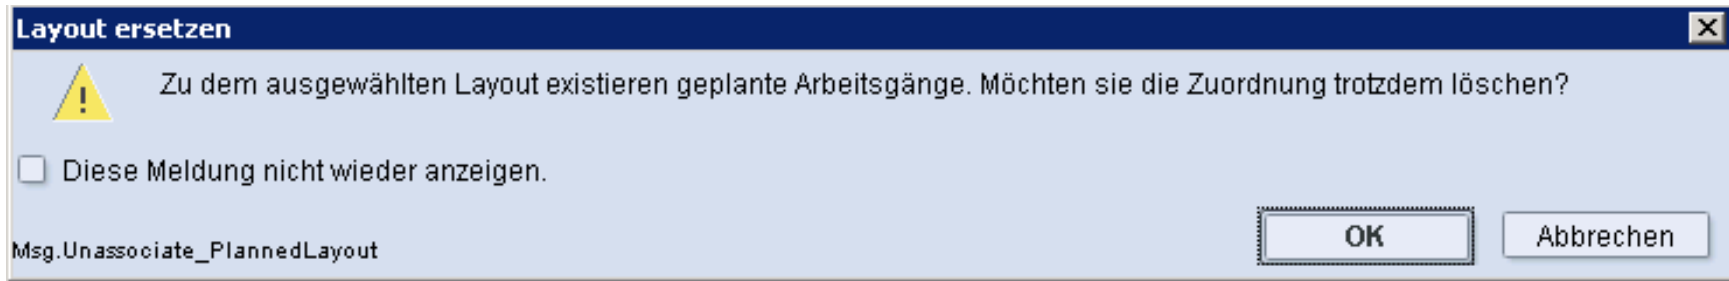 Layout ersetzen
Zu dem ausgewählten Layout existieren geplante Arbeitsgänge. Möchten sie die Zuordnung trotzdem löschen?
Diese Meldung nicht wieder anzeigen.
OK
Abbrechen
Msg.Unassociate_PlannedLayout